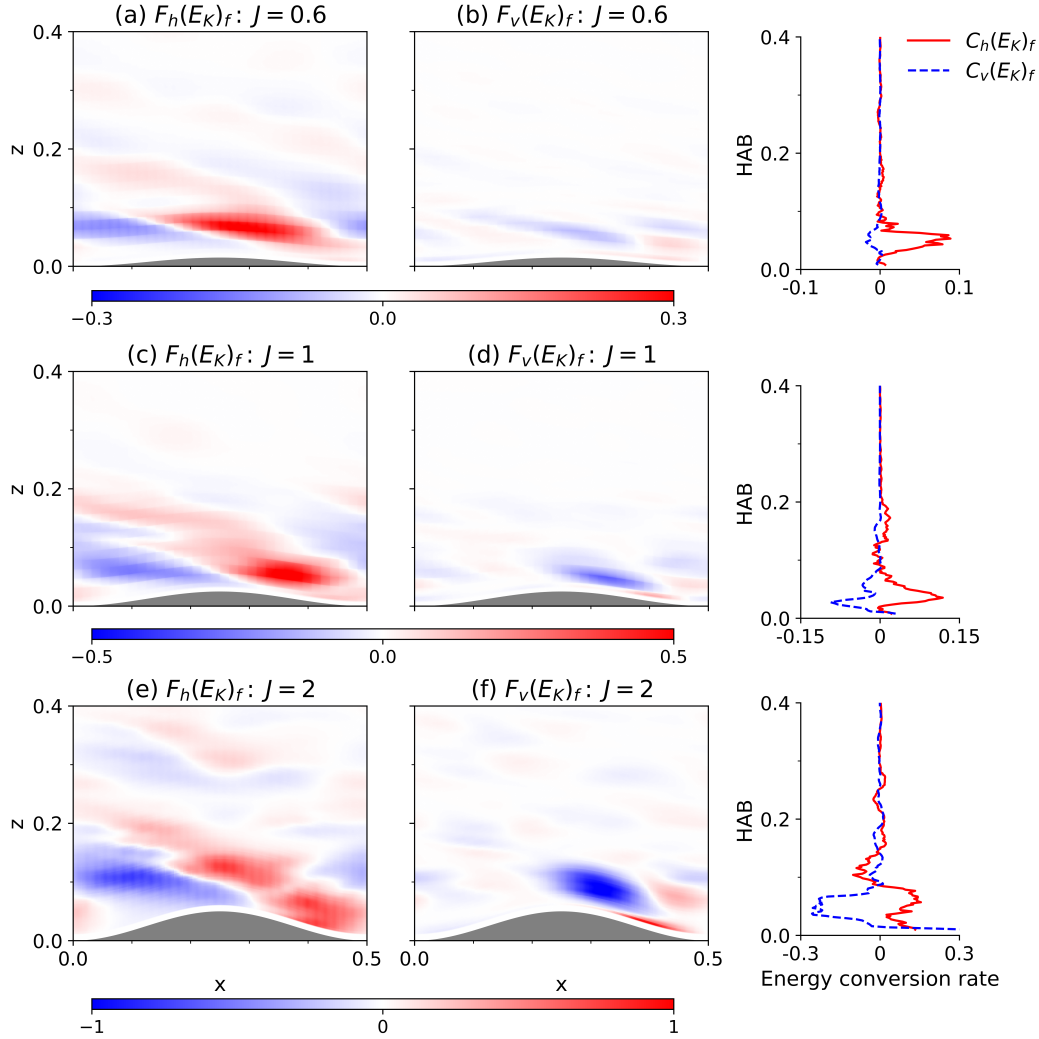 (a) F_h(E_K)_f: J = 0.6
(b) F_v(E_K)_f: J = 0.6
C_h(E_K)_f
C_v(E_K)_f
z
0.4
0.2
0.0
HAB
0.4
0.2
0.0
-0.1 0 0.1
−0.3 0.0 0.3
(c) F_h(E_K)_f: J = 1
(d) F_v(E_K)_f: J = 1
z
0.4
0.2
0.0
HAB
0.4
0.2
0.0
-0.15 0 0.15
−0.5 0.0 0.5
(e) F_h(E_K)_f: J = 2
(f) F_v(E_K)_f: J = 2
z
0.4
0.2
0.0
0.0 0.5
x
0.0 0.5
x
HAB
0.4
0.2
0.0
-0.3 0 0.3
Energy conversion rate
−1 0 1